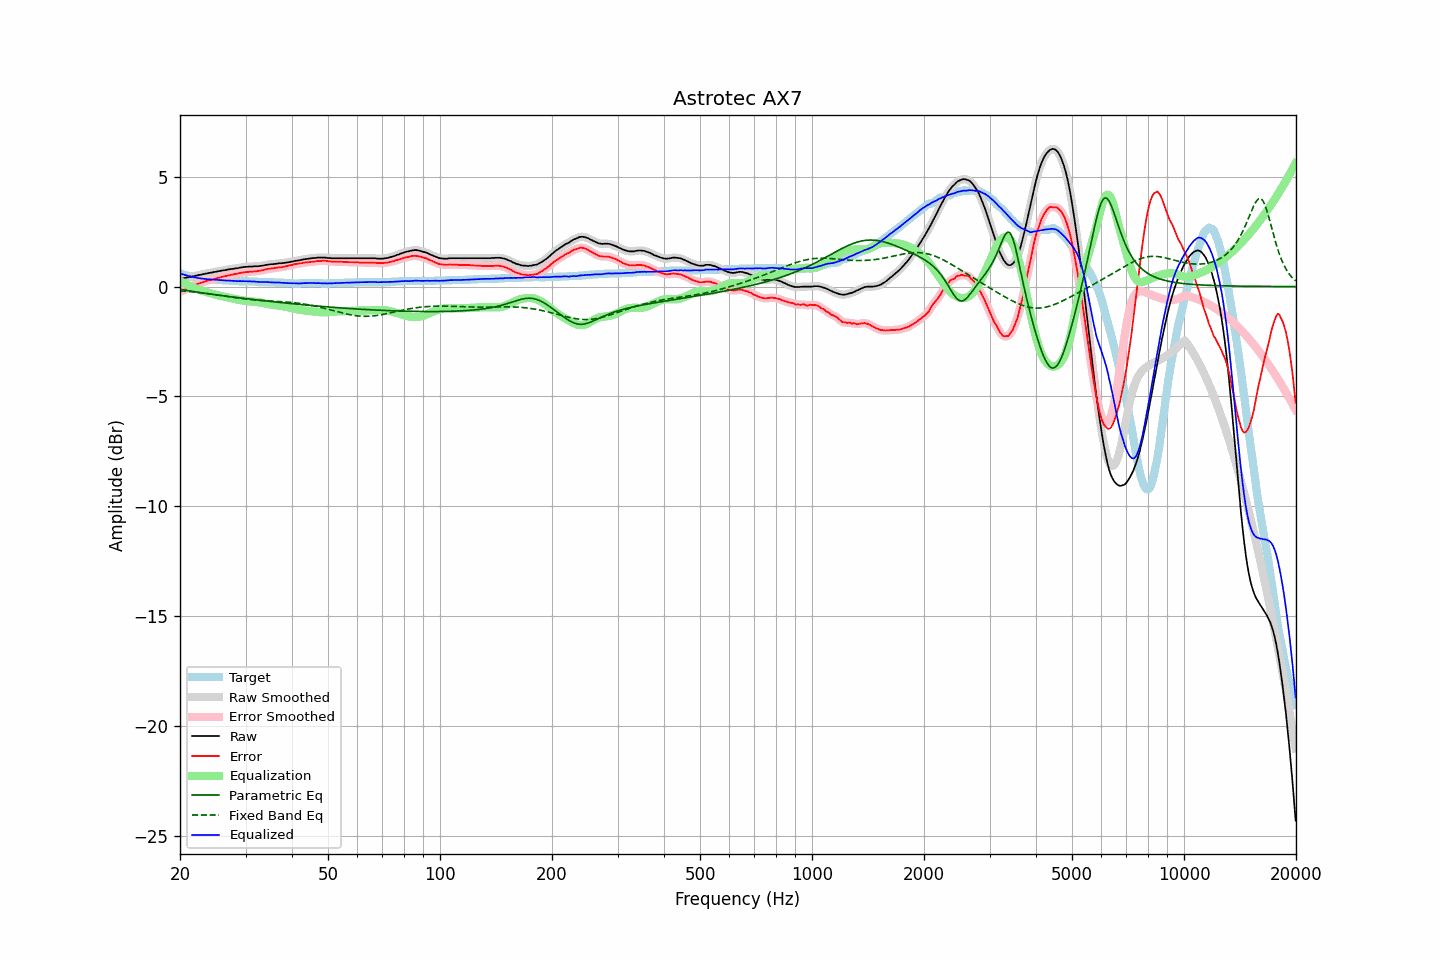 Astrotec AX7
Amplitude (dBr)
5
0
−5
−10
−15
−20
−25
Target
Raw Smoothed
Error Smoothed
Raw
Error
Equalization
Parametric Eq
Fixed Band Eq
Equalized
20 50 100 200 500 1000 2000 5000 10000 20000
Frequency (Hz)